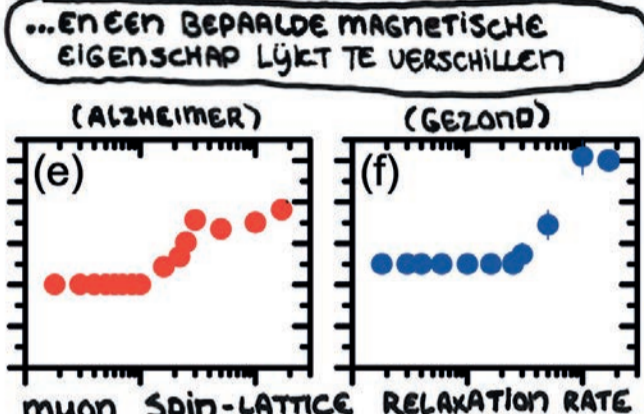 ...EN EEN BEPAALDE MAGNETISCHE
EIGENSCHAP LIJKT TE VERSCHILLEN
(ALZHEIMER) (GEZOND)
(e) (f)
MUON SPIN-LATTICE RELAXATION RATE